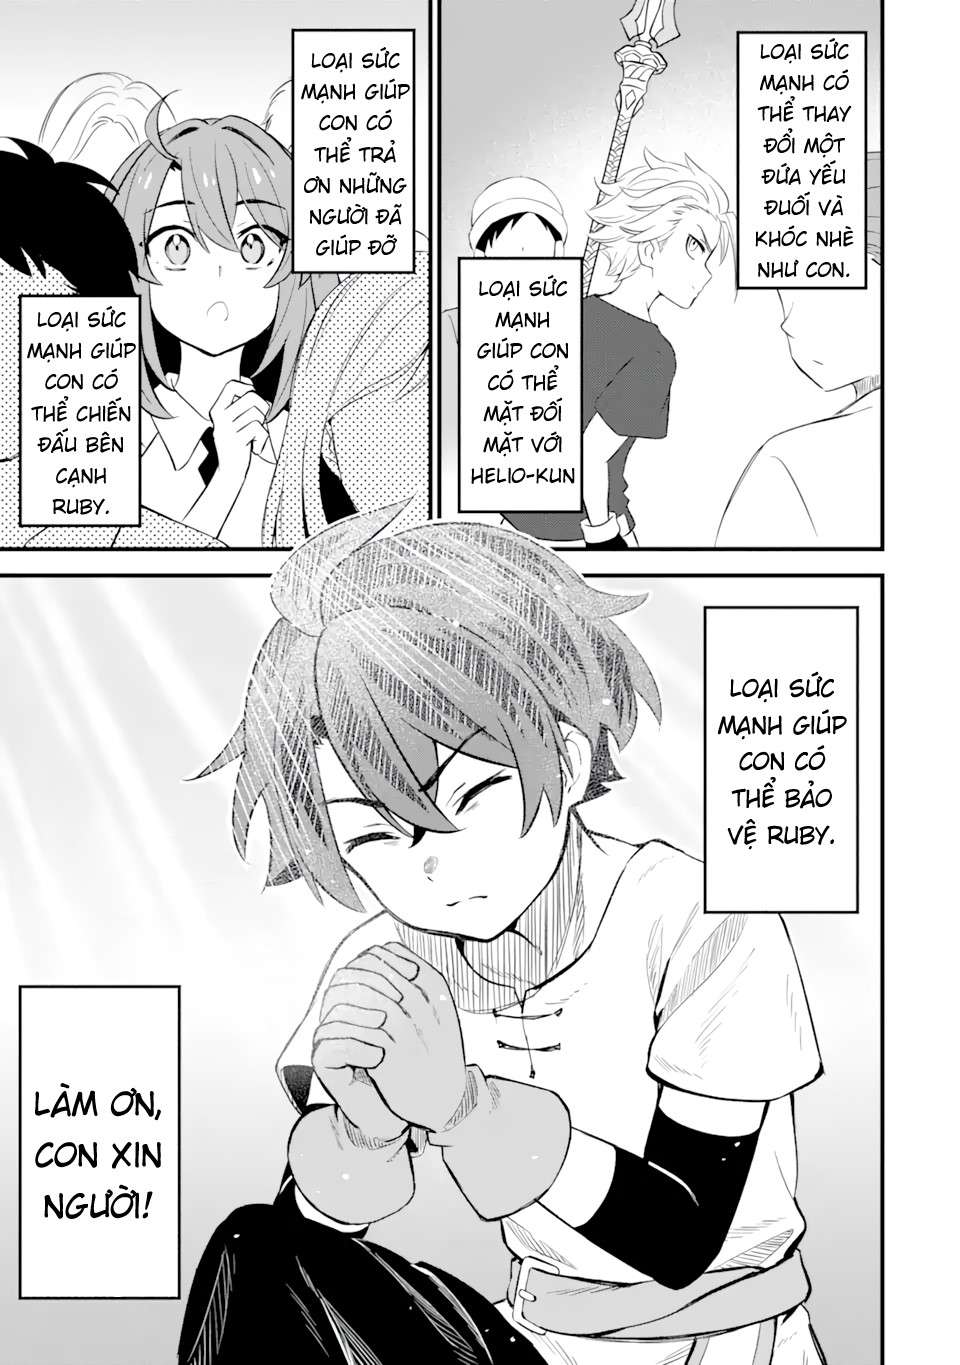 LOẠI SỨC
MẠNH CÓ
THỂ THAY
ĐỔI MỘT
ĐỨA YẾU
ĐUỐI VÀ
KHÓC NHÈ
NHƯ CON.
LOẠI SỨC
MẠNH
GIÚP CON
CÓ THỂ
MẶT ĐỐI
MẶT VỚI
HELIO-KUN
LOẠI SỨC
MẠNH GIÚP
CON CÓ
THỂ TRẢ
ƠN NHỮNG
NGƯỜI ĐÃ
GIÚP ĐỠ
LOẠI SỨC
MẠNH GIÚP
CON CÓ
THỂ CHIẾN
ĐẤU BÊN
CẠNH
RUBY.
LOẠI SỨC
MẠNH GIÚP
CON CÓ
THỂ BẢO
VỆ RUBY.
LÀM ƠN,
CON XIN
NGƯỜI!